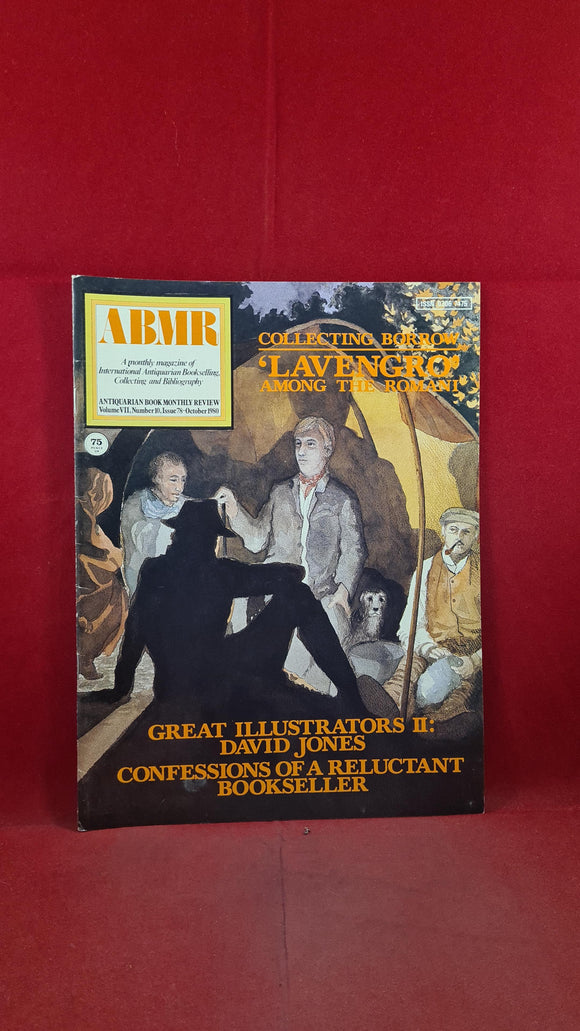 ABMR
A monthly magazine of
International Antiquarian Bookselling,
Collecting and Bibliography
ANTIQUARIAN BOOK MONTHLY REVIEW
Volume VII, Number 10, Issue 78 · October 1980
75
ISSN
COLLECTING BORROW
'LAVENGRO'
AMONG THE ROMANI
GREAT ILLUSTRATORS II:
DAVID JONES
CONFESSIONS OF A RELUCTANT
BOOKSELLER